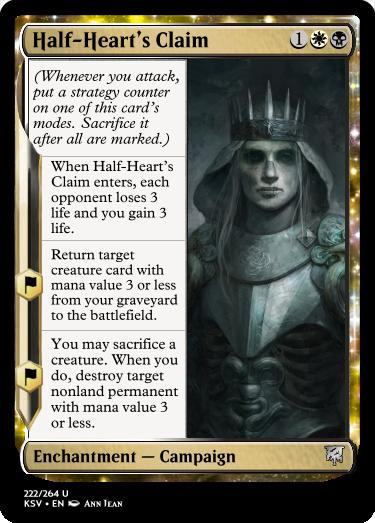 Half-Heart's Claim 1
(Whenever you attack,
put a strategy counter
on one of this card's
modes. Sacrifice it
after all are marked.)
When Half-Heart's
Claim enters, each
opponent loses 3
life and you gain 3
life.
Return target
creature card with
mana value 3 or less
from your graveyard
to the battlefield.
You may sacrifice a
creature. When you
do, destroy target
nonland permanent
with mana value 3
or less.
Enchantment — Campaign
222/264 U
KSV • EN Ann Jean